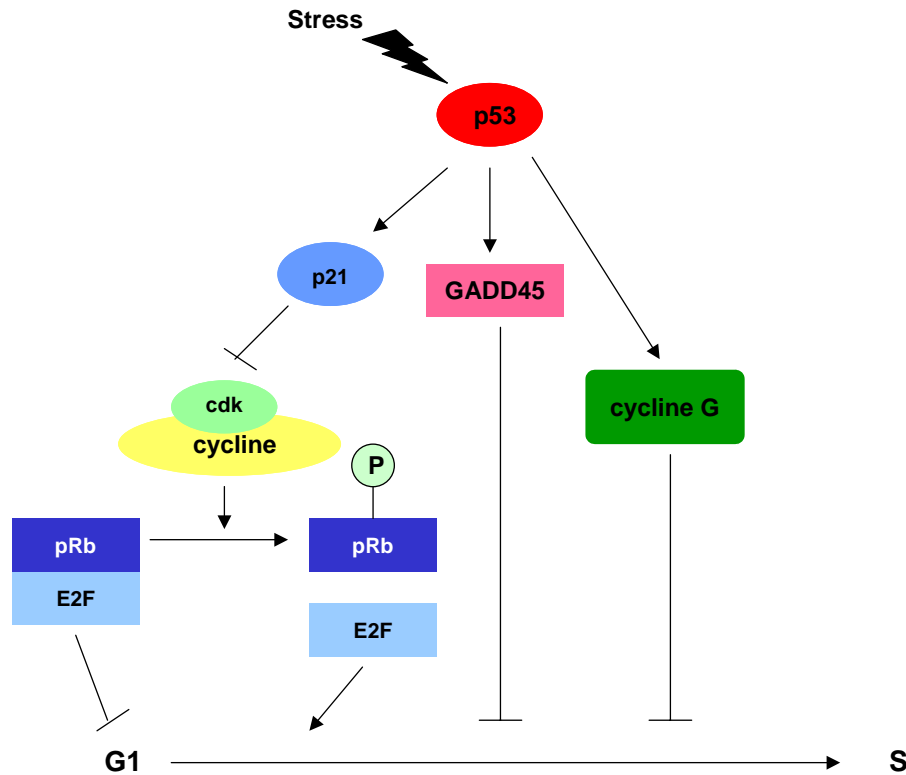 Stress
p53
p21
GADD45
cdk
cycline
cycline G
P
pRb
pRb
E2F
E2F
G1
S